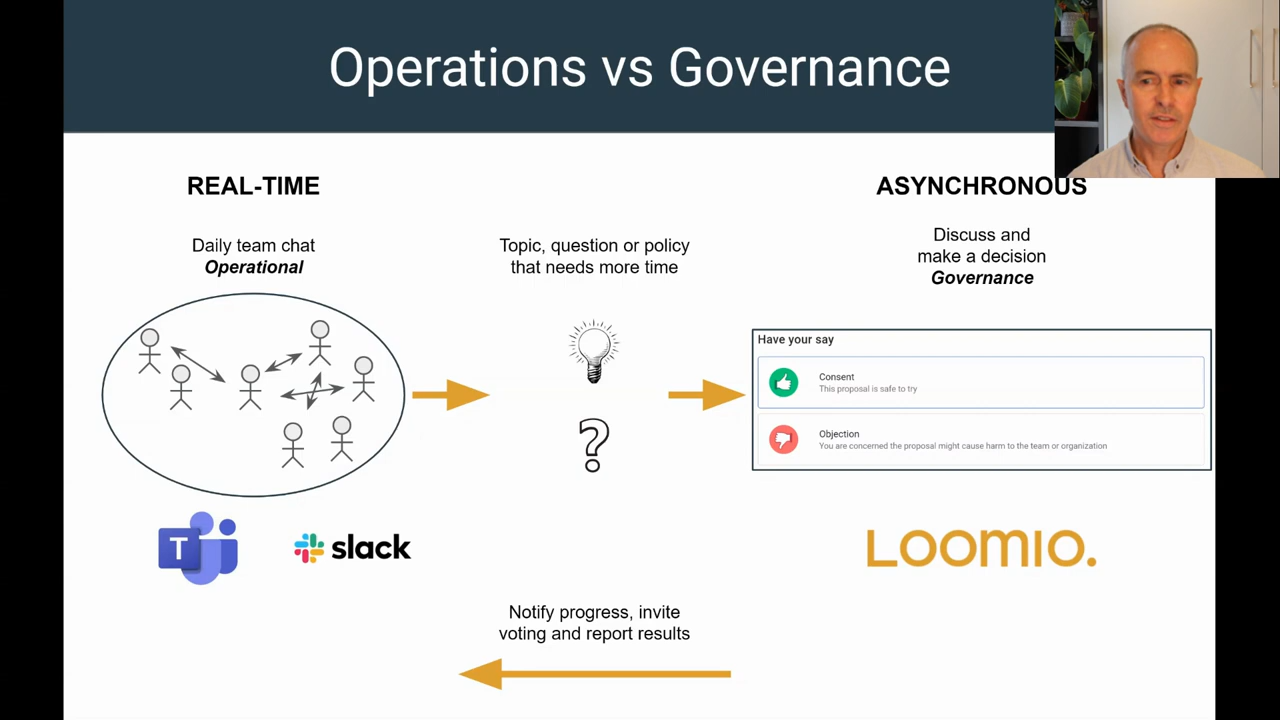 Operations vs Governance
REAL-TIME
Daily team chat
Operational
T
slack
Topic, question or policy
that needs more time
?
ASYNCHRONOUS
Discuss and
make a decision
Governance
Have your say
Consent
This proposal is safe to try
Objection
You are concerned the proposal might cause harm to the team or organization
LOOMIO.
Notify progress, invite
voting and report results